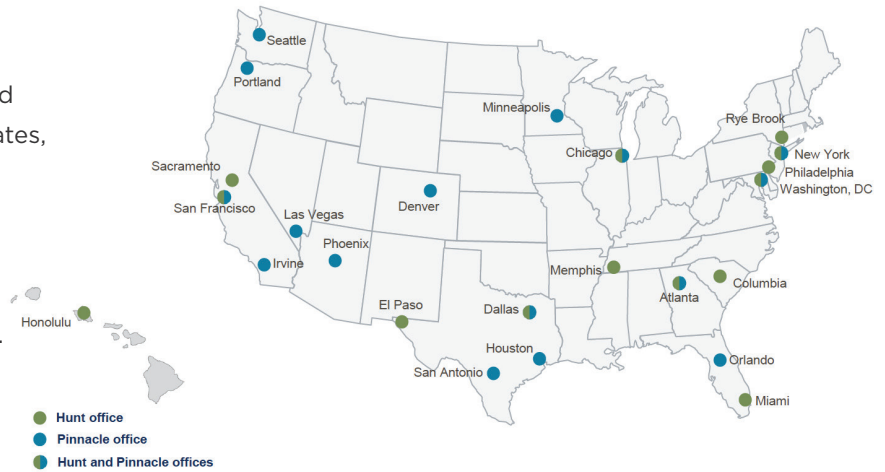 d
ates,
.
Seattle
Portland
Minneapolis
Rye Brook
Chicago
New York
Sacramento
Philadelphia
Washington, DC
San Francisco
Las Vegas
Denver
Phoenix
Irvine
Memphis
Columbia
El Paso
Dallas
Atlanta
Honolulu
Houston
San Antonio
Orlando
Miami
Hunt office
Pinnacle office
Hunt and Pinnacle offices